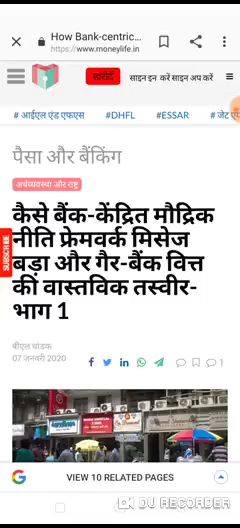 How Bank-centric...
https://www.moneylife.in
खरीदें
साइन इन करें साइन अप करें
# आईएल एंड एफएस #DHFL #ESSAR # जेट
पैसा और बैंकिंग
अर्थव्यवस्था और राष्ट्र
कैसे बैंक-केंद्रित मौद्रिक
नीति फ्रेमवर्क मिसेज
बड़ा और गैर-बैंक वित्त
की वास्तविक तस्वीर-
भाग 1
SUBSCRIBE
बीएल चांडक
07 जनवरी 2020
1
VIEW 10 RELATED PAGES
DU RECORDER